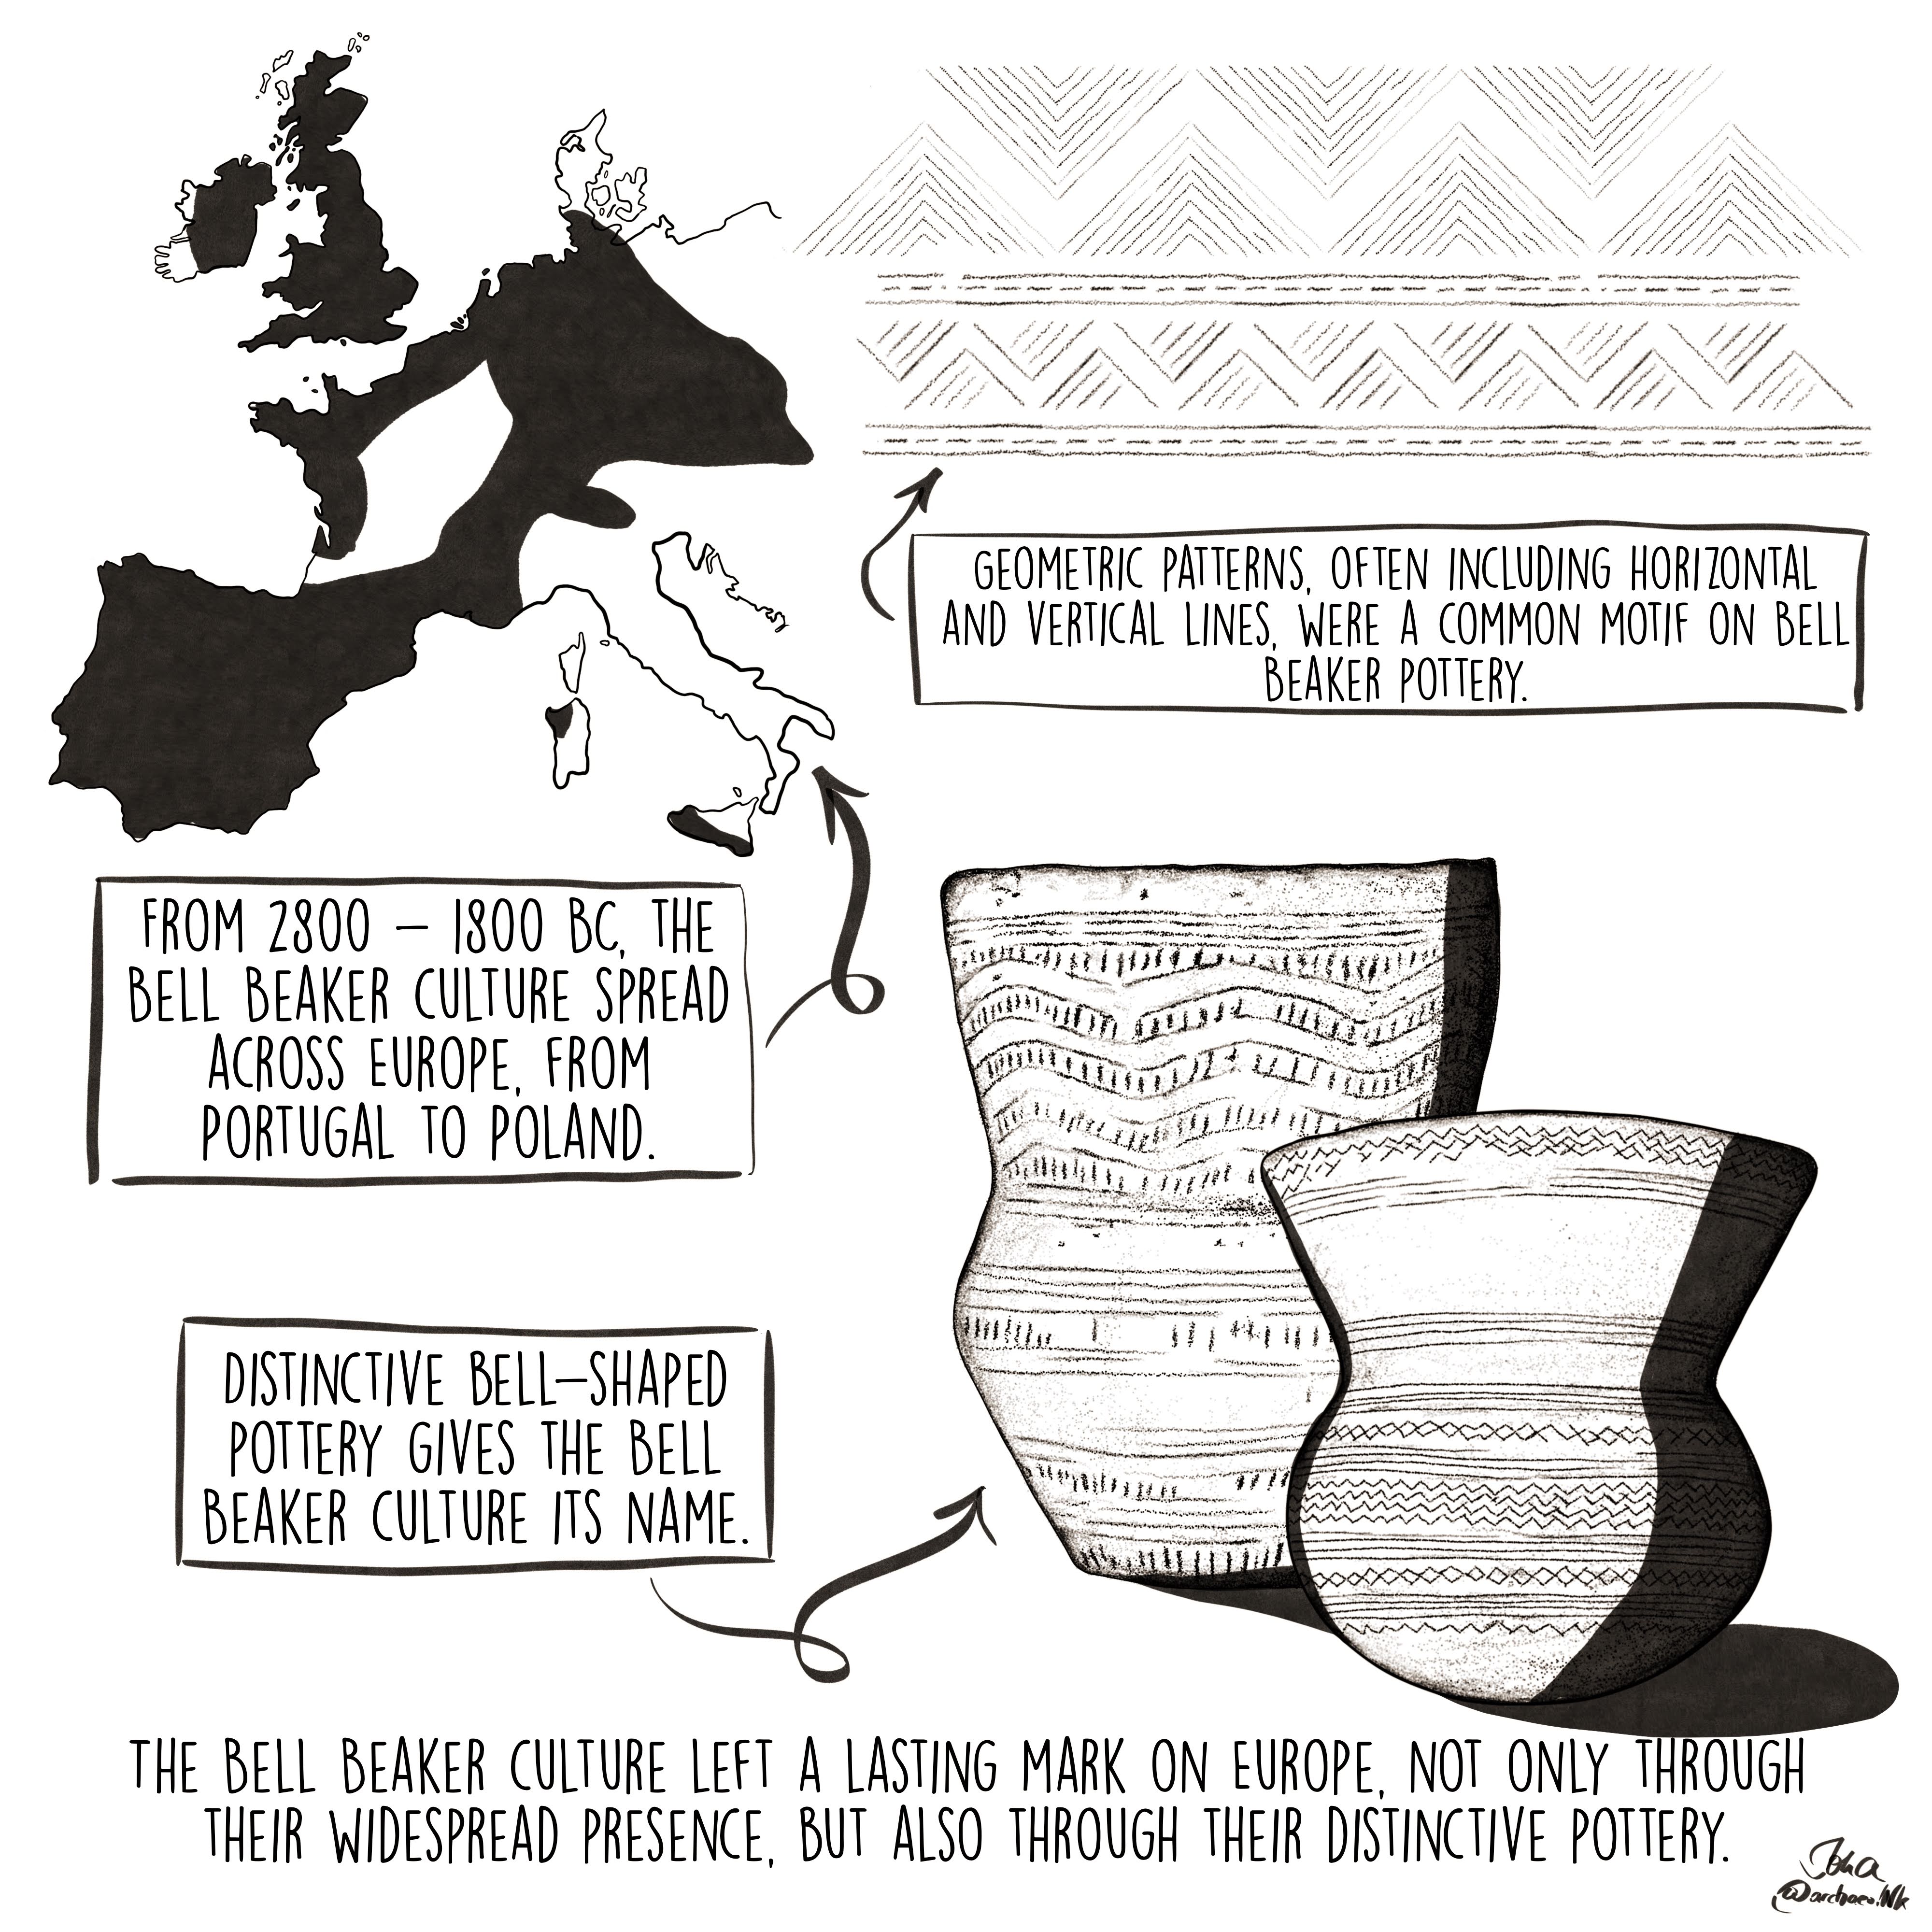 GEOMETRIC PATTERNS, OFTEN INCLUDING HORIZONTAL
AND VERTICAL LINES, WERE A COMMON MOTIF ON BELL
BEAKER POTTERY.
FROM 2800 – 1800 BC, THE
BELL BEAKER CULTURE SPREAD
ACROSS EUROPE, FROM
PORTUGAL TO POLAND.
DISTINCTIVE BELL–SHAPED
POTTERY GIVES THE BELL
BEAKER CULTURE ITS NAME.
THE BELL BEAKER CULTURE LEFT A LASTING MARK ON EUROPE, NOT ONLY THROUGH
THEIR WIDESPREAD PRESENCE, BUT ALSO THROUGH THEIR DISTINCTIVE POTTERY.
@archaeo.Ink